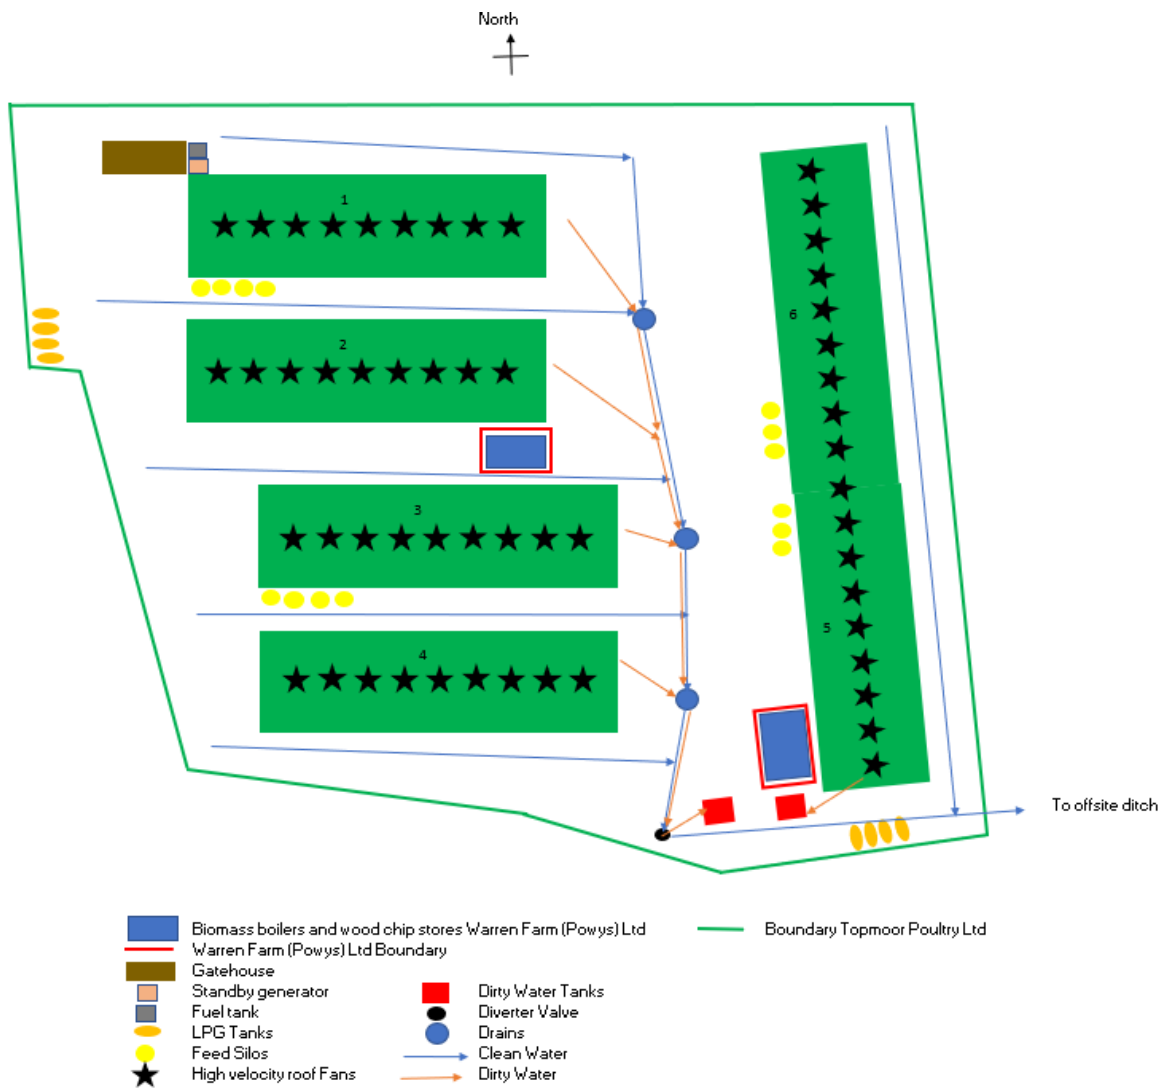 North
1
2
3
4
6
5
To offsite ditch
Biomass boilers and wood chip stores Warren Farm (Powys) Ltd
Boundary Topmoor Poultry Ltd
Warren Farm (Powys) Ltd Boundary
Gatehouse
Standby generator
Dirty Water Tanks
Fuel tank
Diverter Valve
LPG Tanks
Drains
Feed Silos
Clean Water
High velocity roof Fans
Dirty Water